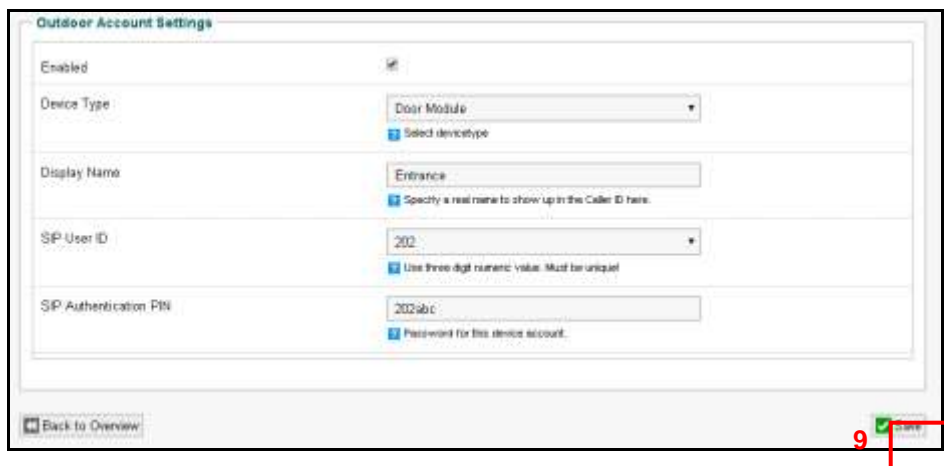 Outdoor Account Settings
Enabled
Device Type
Door Module
Select devicetype
Display Name
Entrance
Specify a real name to show up in the Caller ID here.
SIP User ID
202
Use three digit numeric value. Must be unique!
SIP Authentication PIN
202abc
Password for this device account.
Back to Overview
Save
9